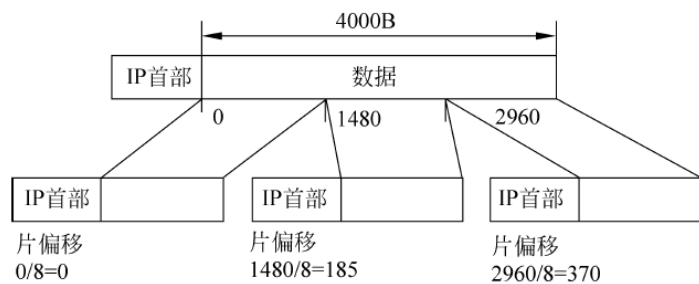 4000B
IP首部 数据
0 1480 2960
IP首部 IP首部 IP首部
片偏移 片偏移 片偏移
0/8=0 1480/8=185 2960/8=370